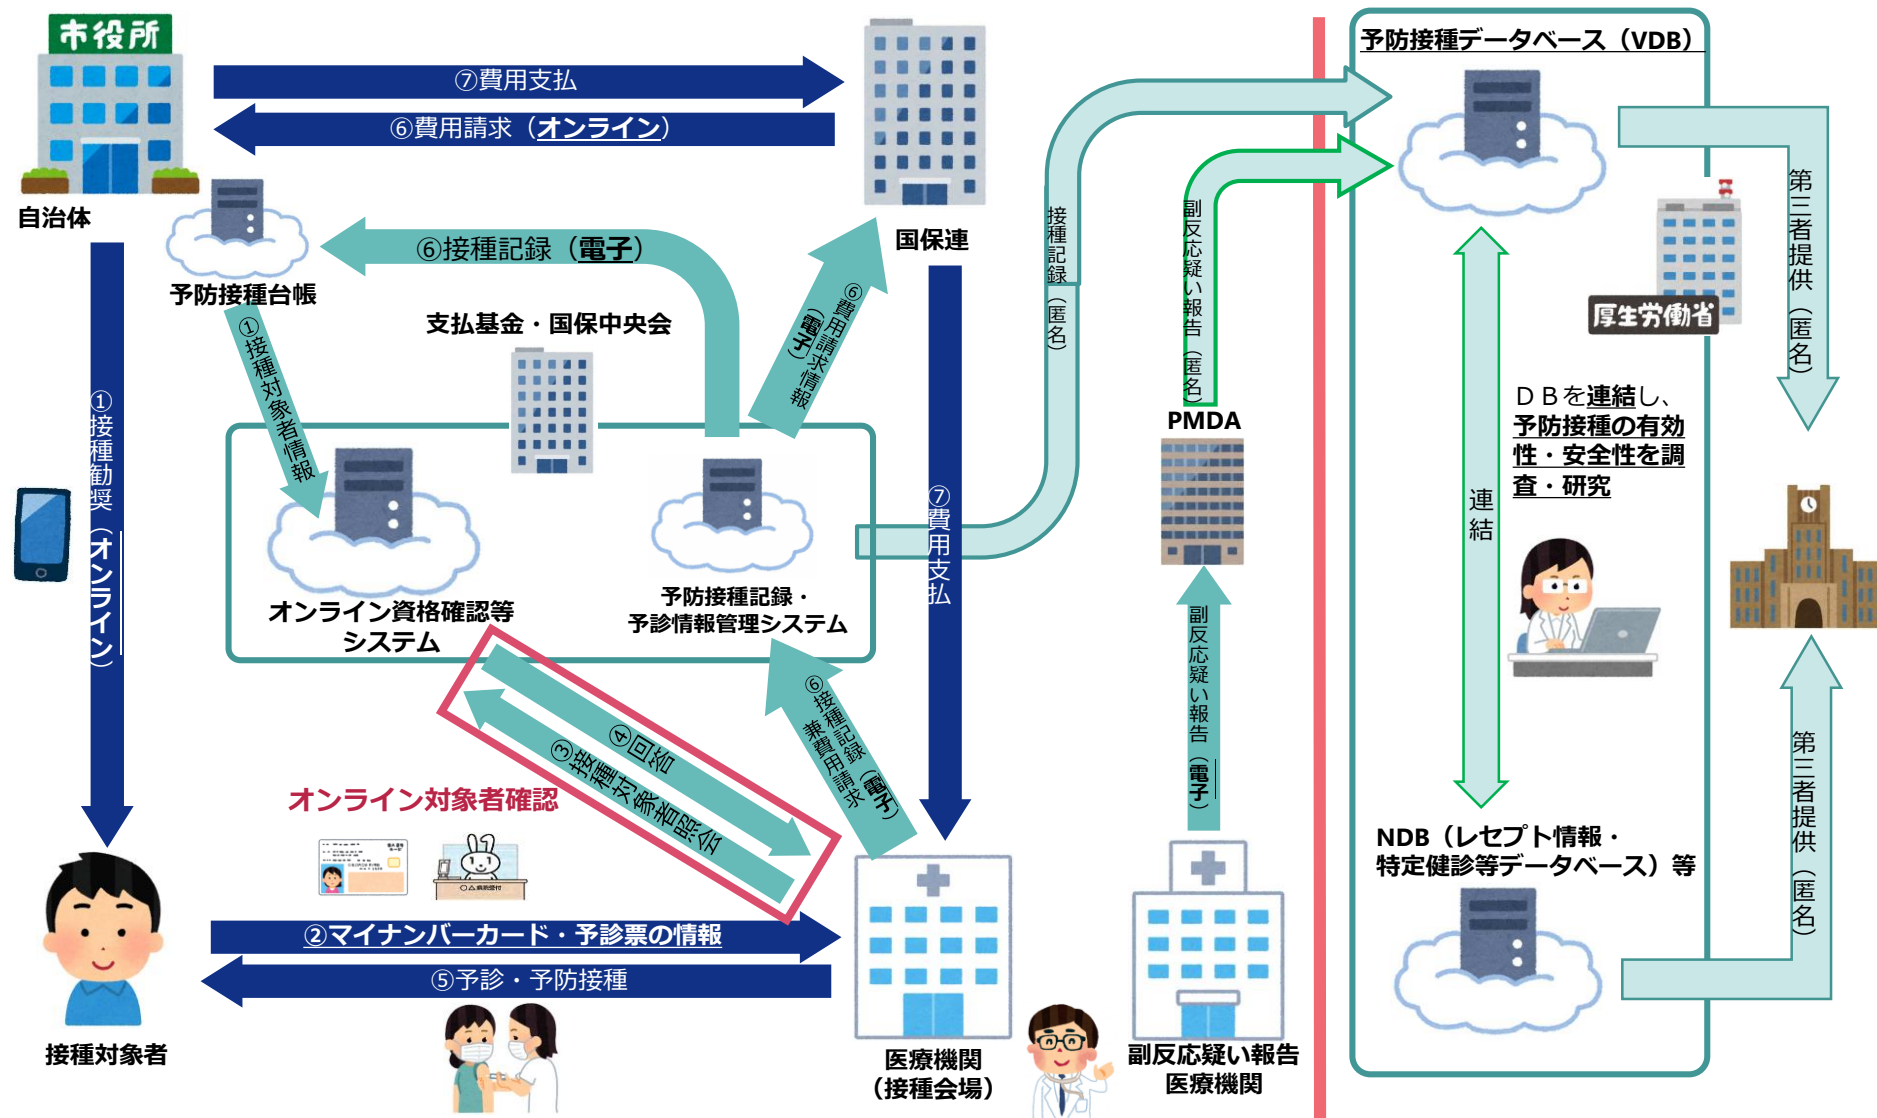 市役所
自治体
⑦費用支払
⑥費用請求（オンライン）
国保連
予防接種台帳
⑥接種記録（電子）
⑥費用請求情報
（電子）
①接種対象者情報
支払基金・国保中央会
①接種勧奨（オンライン）
オンライン資格確認等
システム
予防接種記録・
予診情報管理システム
⑦費用支払
④回答
③接種対象者照会
⑥接種記録（電子）
兼費用請求
オンライン対象者確認
○△病院受付
②マイナンバーカード・予診票の情報
⑤予診・予防接種
接種対象者
医療機関
（接種会場）
接種記録（匿名）
副反応疑い報告（匿名）
PMDA
副反応疑い報告（電子）
副反応疑い報告
医療機関
予防接種データベース（VDB）
第三者提供（匿名）
厚生労働省
ＤＢを連結し、
予防接種の有効
性・安全性を調
査・研究
連結
NDB（レセプト情報・
特定健診等データベース）等
第三者提供（匿名）